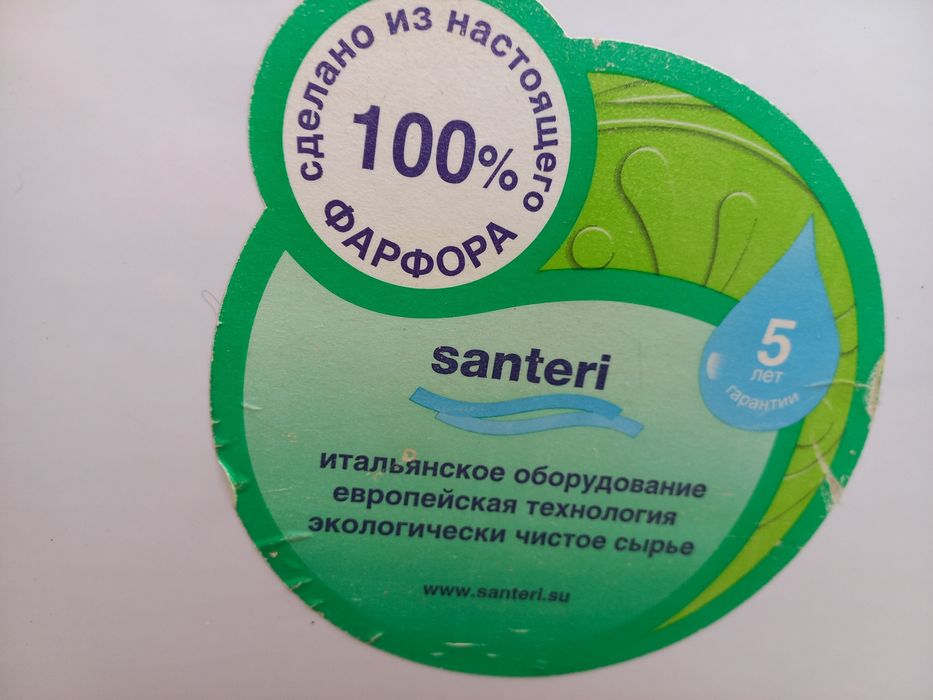 сделано из настоящего
100%
ФАРФОРА
5
лет
гарантии
santeri
итальянское оборудование
европейская технология
экологически чистое сырье
www.santeri.su